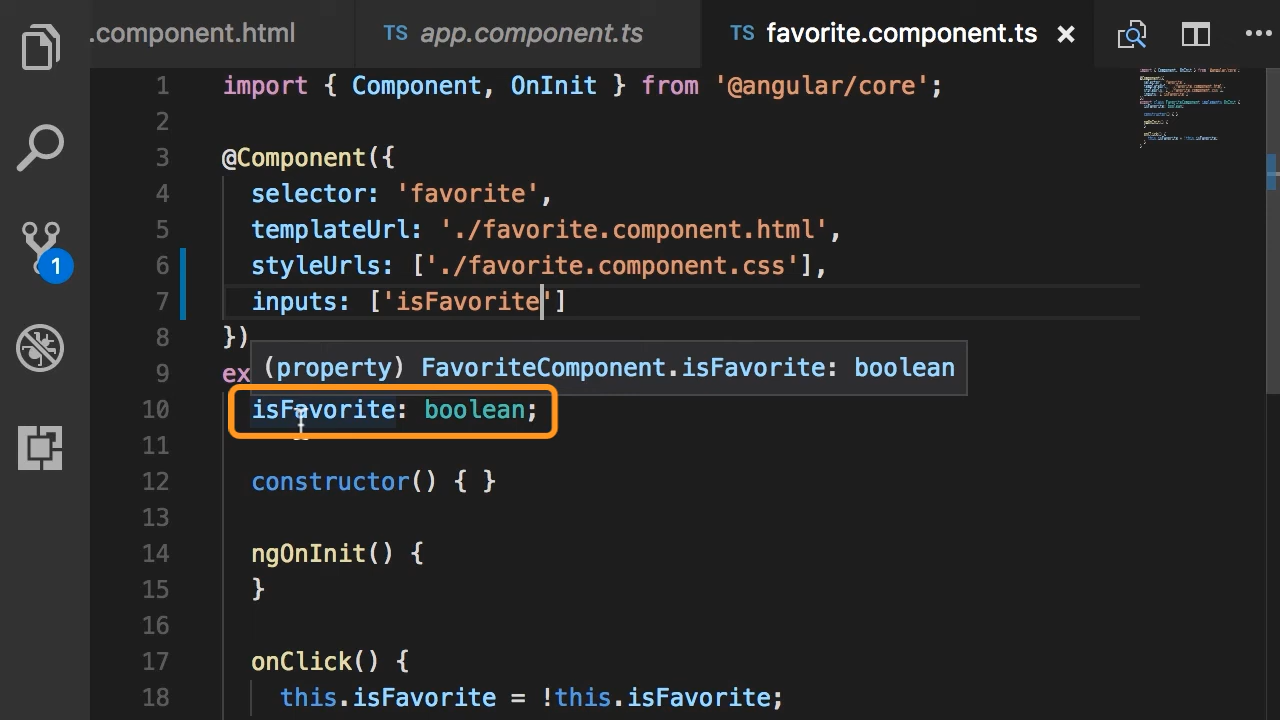 .component.html TS app.component.ts TS favorite.component.ts
1 import { Component, OnInit } from '@angular/core';
2
3 @Component({
4 selector: 'favorite',
5 templateUrl: './favorite.component.html',
6 styleUrls: ['./favorite.component.css'],
7 inputs: ['isFavorite']
8 })
(property) FavoriteComponent.isFavorite: boolean
9 ex
10 isFavorite: boolean;
11
12 constructor() { }
13
14 ngOnInit() {
15 }
16
17 onClick() {
18 this.isFavorite = !this.isFavorite;
1